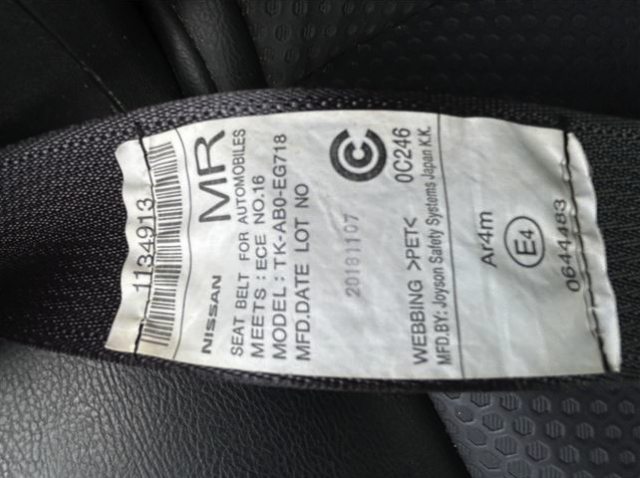 1134913
MR
NISSAN
SEAT BELT FOR AUTOMOBILES
MEETS : ECE NO.16
MODEL : TK-AB0-EG718
MFD.DATE LOT NO
20181107
C
WEBBING >PET< 0C246
MFD.BY: Joyson Safety Systems Japan K.K.
Ar4m
E4
0644483